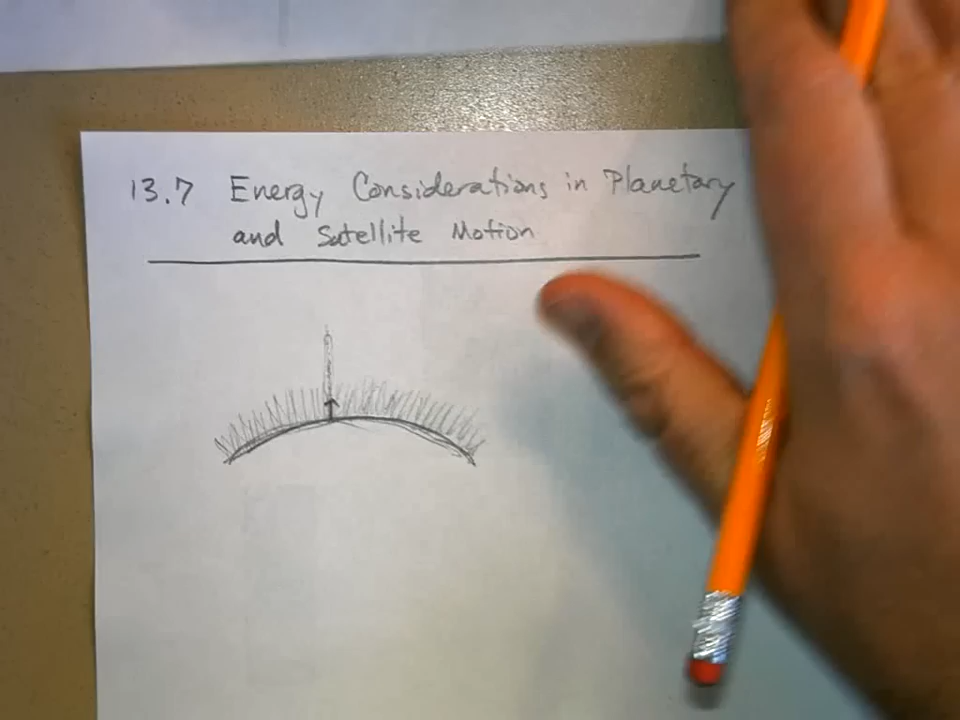 13.7 Energy Considerations in Planetary
and Satellite Motion